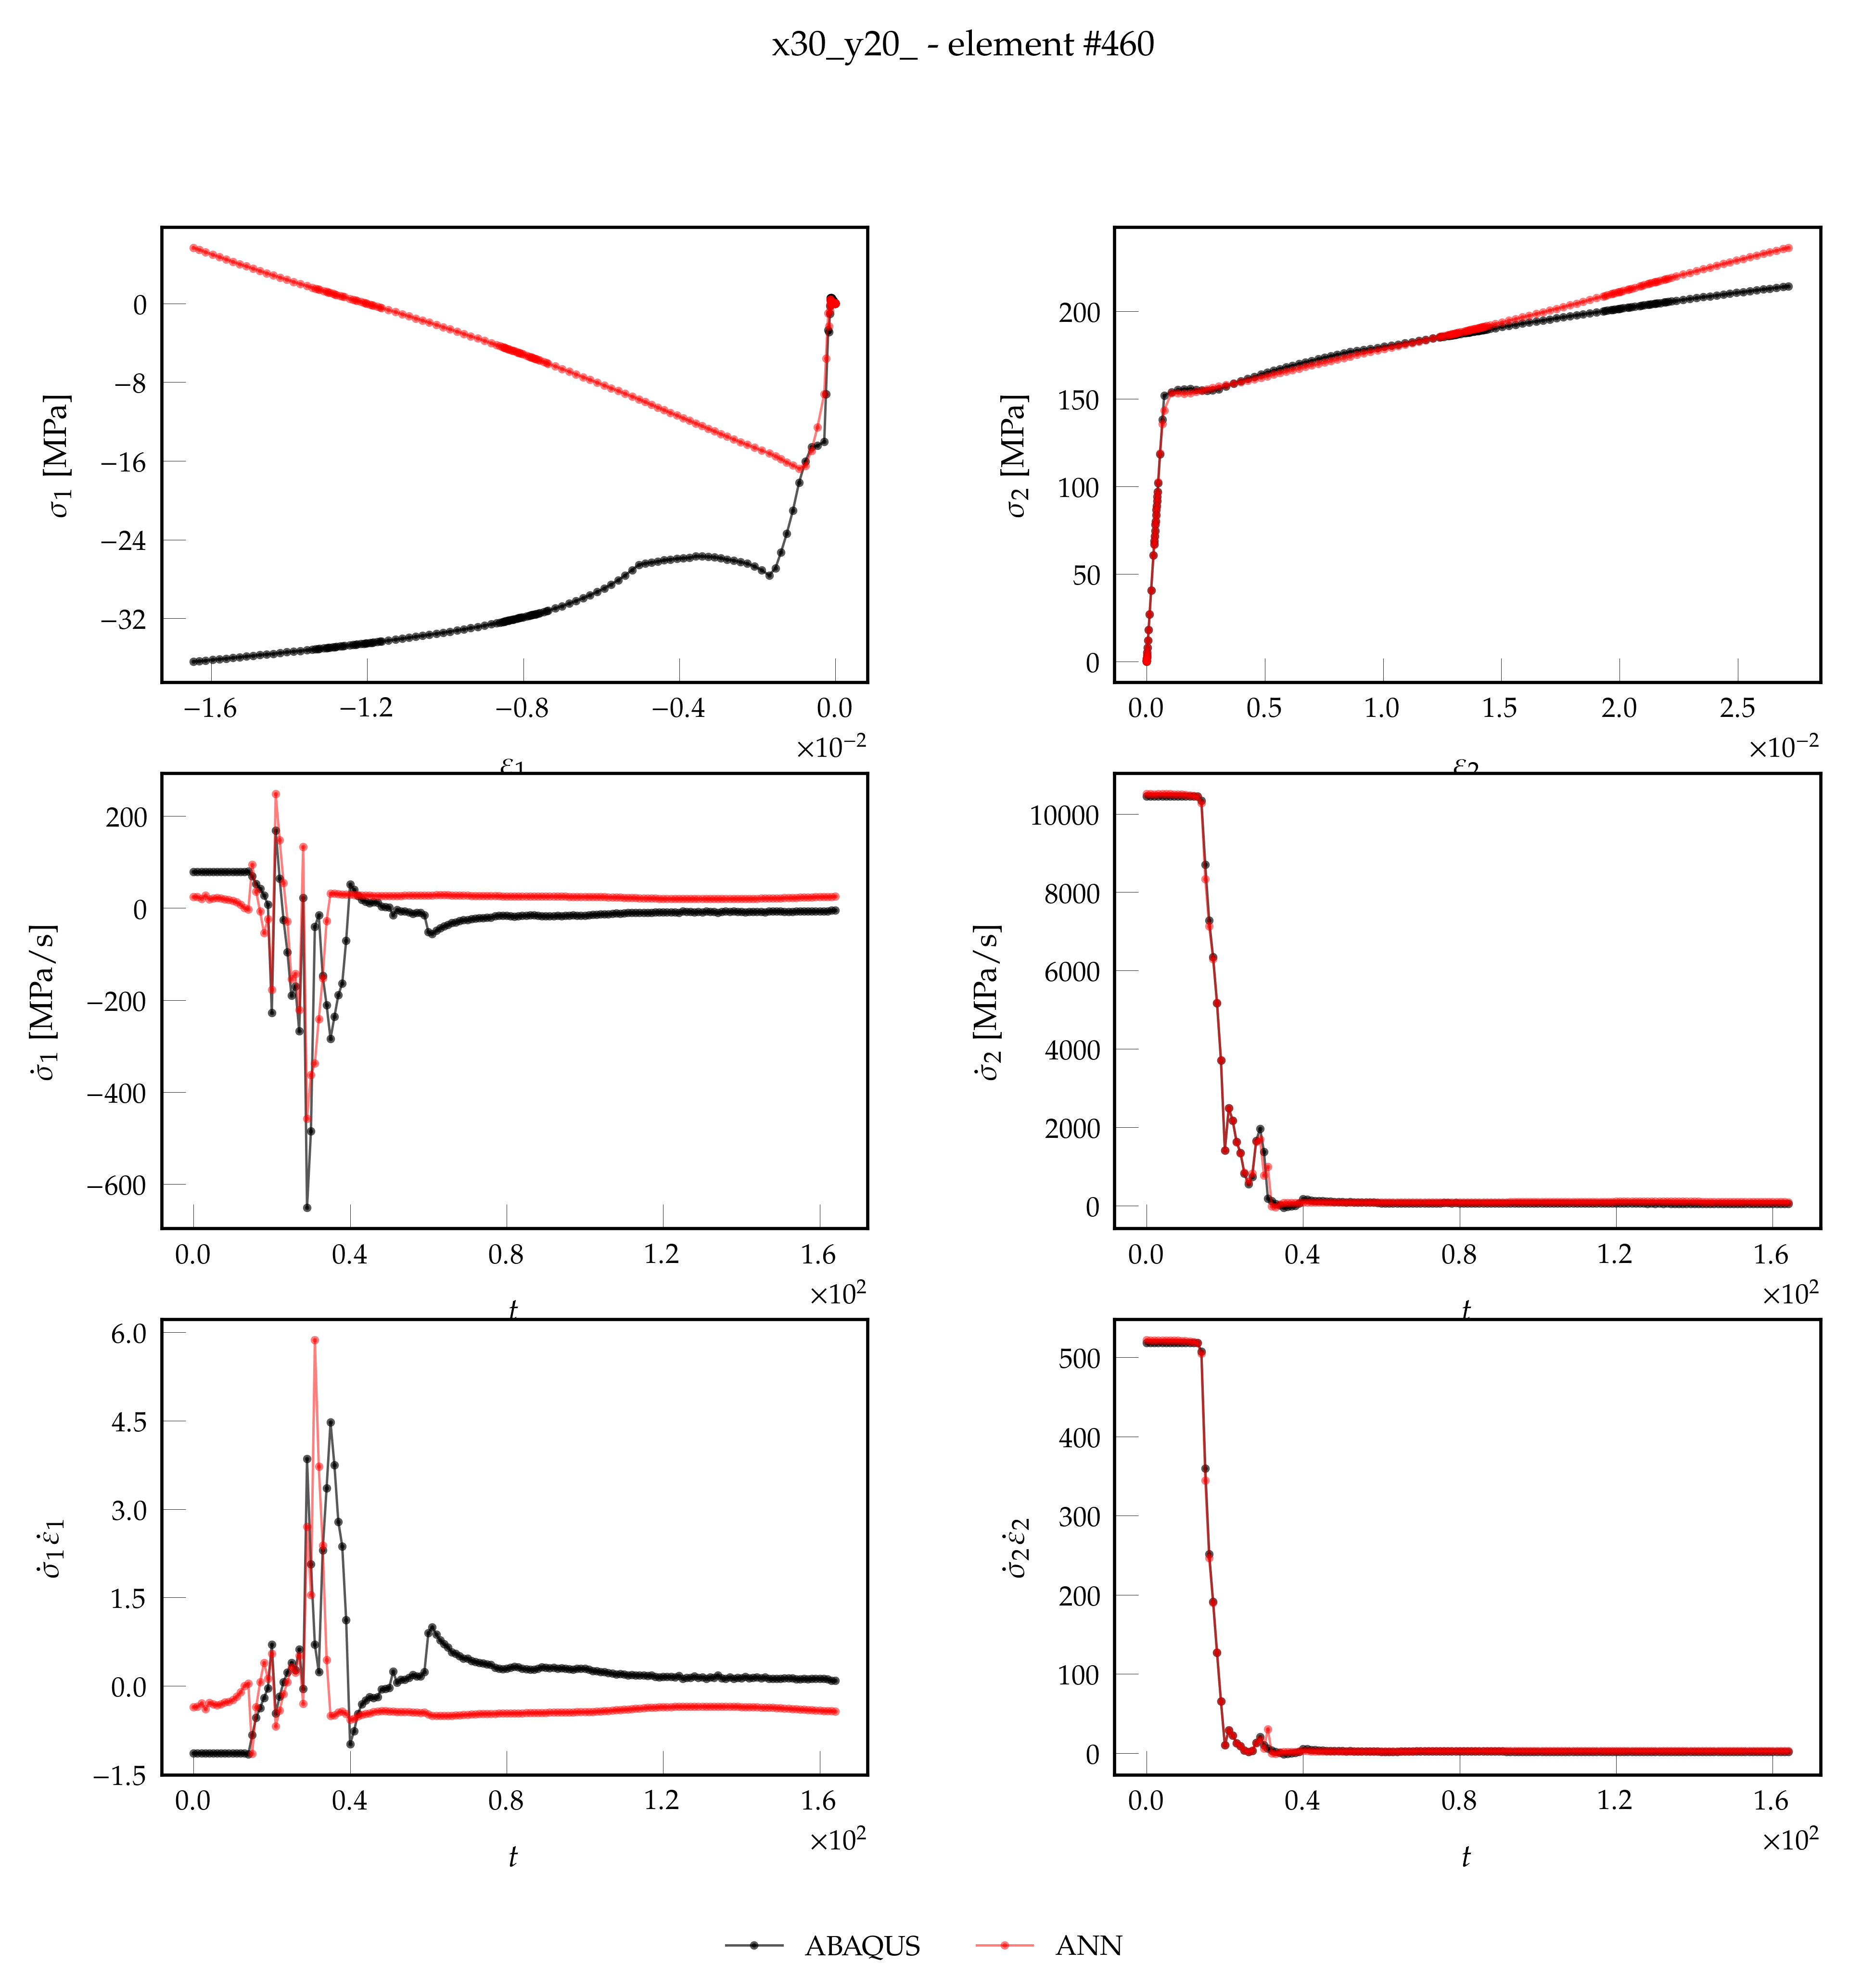 x30_y20_ - element #460
σ1 [MPa]
0
−8
−16
−24
−32
−1.6 −1.2 −0.8 −0.4 0.0
×10−2
ε1
σ2 [MPa]
200
150
100
50
0
0.0 0.5 1.0 1.5 2.0 2.5
×10−2
ε2
σ̇1 [MPa/s]
200
0
−200
−400
−600
0.0 0.4 0.8 1.2 1.6
×10²
t
σ̇2 [MPa/s]
10000
8000
6000
4000
2000
0
0.0 0.4 0.8 1.2 1.6
×10²
t
σ̇1ε̇1
6.0
4.5
3.0
1.5
0.0
−1.5
0.0 0.4 0.8 1.2 1.6
×10²
t
σ̇2ε̇2
500
400
300
200
100
0
0.0 0.4 0.8 1.2 1.6
×10²
t
ABAQUS ANN